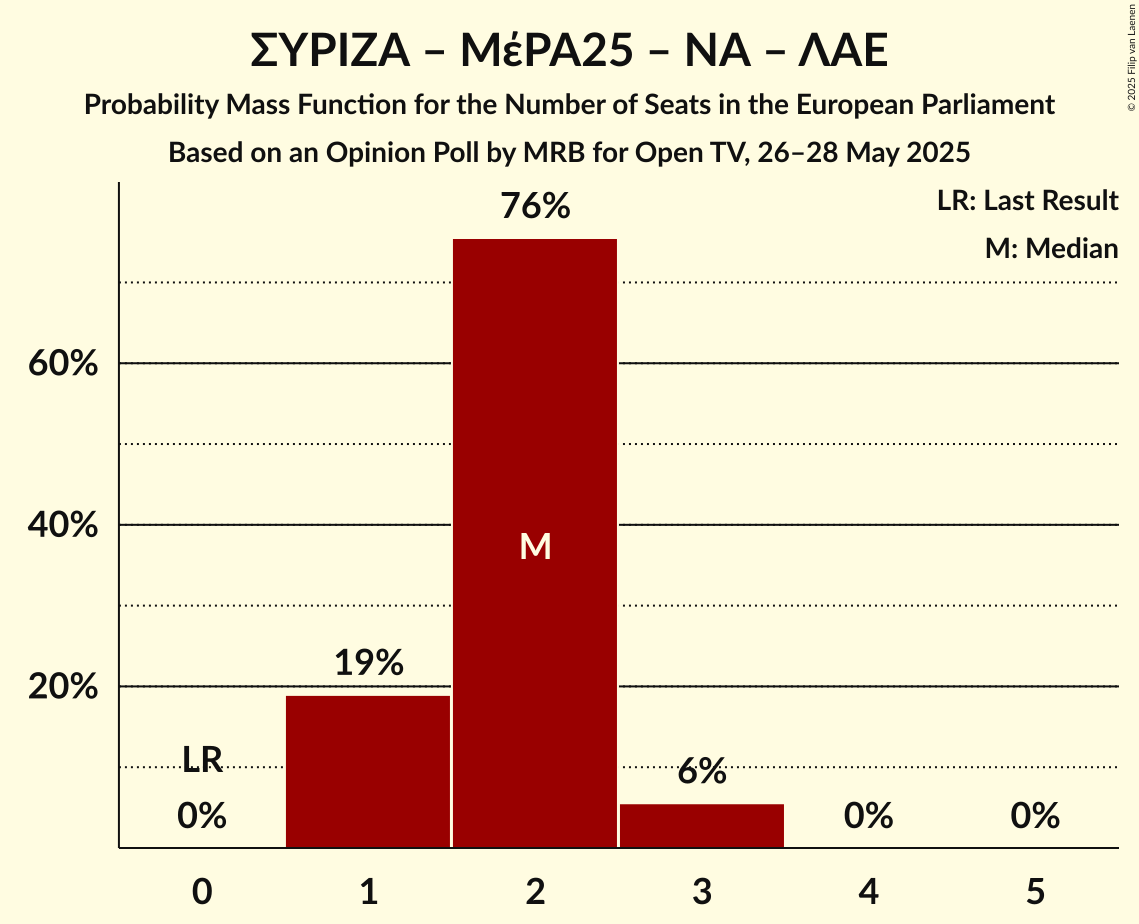 ΣΥΡΙΖΑ – ΜέΡΑ25 – ΝΑ – ΛΑΕ
Probability Mass Function for the Number of Seats in the European Parliament
Based on an Opinion Poll by MRB for Open TV, 26–28 May 2025
© 2025 Filip van Laenen
LR: Last Result
M: Median
76%
60%
40%
M
19%
20%
LR
6%
0%
0%
0%
0
1
2
3
4
5